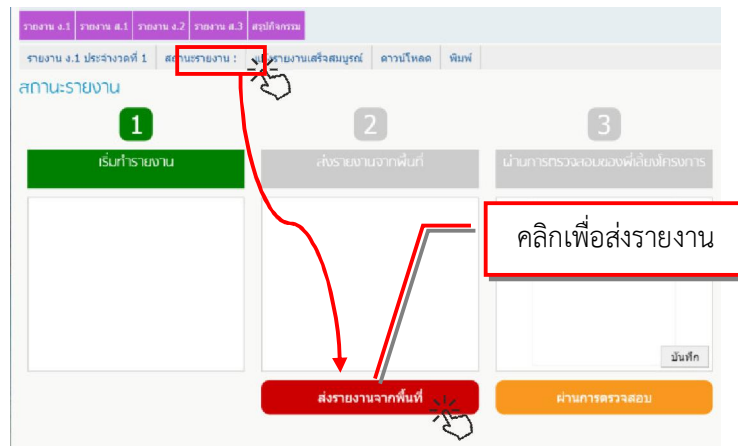 รายงาน ง.1 รายงาน ส.1 รายงาน ง.2 รายงาน ส.3 สรุปกิจกรรม
รายงาน ง.1 ประจำงวดที่ 1 สถานะรายงาน : แจ้งรายงานเสร็จสมบูรณ์ ดาวน์โหลด พิมพ์
สถานะรายงาน
1 2 3
เริ่มทำรายงาน ส่งรายงานจากพื้นที่ ผ่านการตรวจสอบของพี่เลี้ยงโครงการ
คลิกเพื่อส่งรายงาน
บันทึก
ส่งรายงานจากพื้นที่ ผ่านการตรวจสอบ